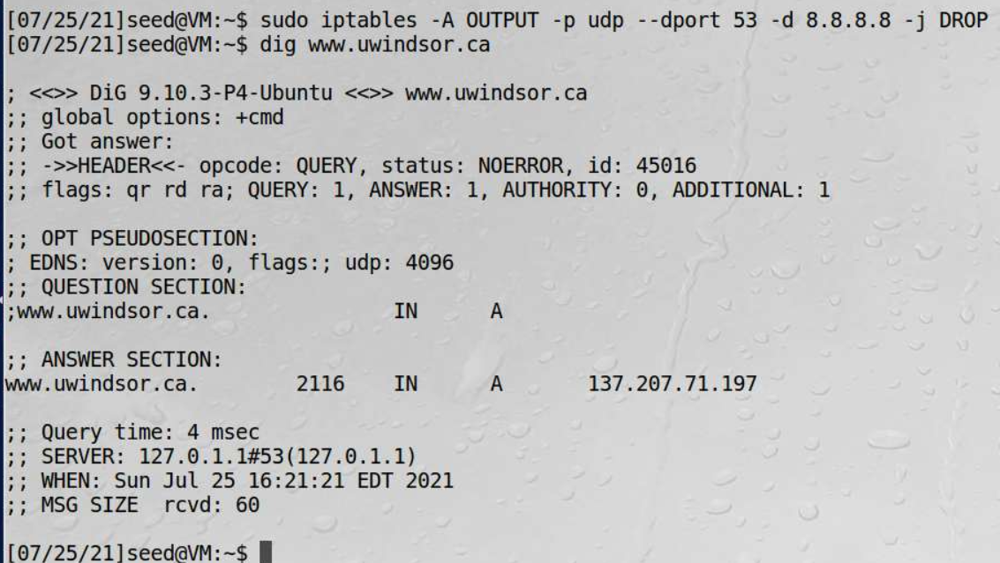 [07/25/21]seed@VM:~$ sudo iptables -A OUTPUT -p udp --dport 53 -d 8.8.8.8 -j DROP
[07/25/21]seed@VM:~$ dig www.uwindsor.ca
; <<>> DiG 9.10.3-P4-Ubuntu <<>> www.uwindsor.ca
;; global options: +cmd
;; Got answer:
;; ->>HEADER<<- opcode: QUERY, status: NOERROR, id: 45016
;; flags: qr rd ra; QUERY: 1, ANSWER: 1, AUTHORITY: 0, ADDITIONAL: 1
;; OPT PSEUDOSECTION:
; EDNS: version: 0, flags:; udp: 4096
;; QUESTION SECTION:
;www.uwindsor.ca. IN A
;; ANSWER SECTION:
www.uwindsor.ca. 2116 IN A 137.207.71.197
;; Query time: 4 msec
;; SERVER: 127.0.1.1#53(127.0.1.1)
;; WHEN: Sun Jul 25 16:21:21 EDT 2021
;; MSG SIZE rcvd: 60
[07/25/21]seed@VM:~$